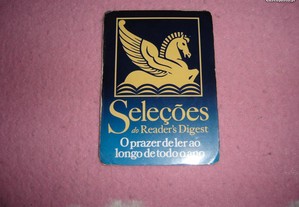 Seleções
do Reader's Digest
O prazer de ler ao
longo de todo o ano